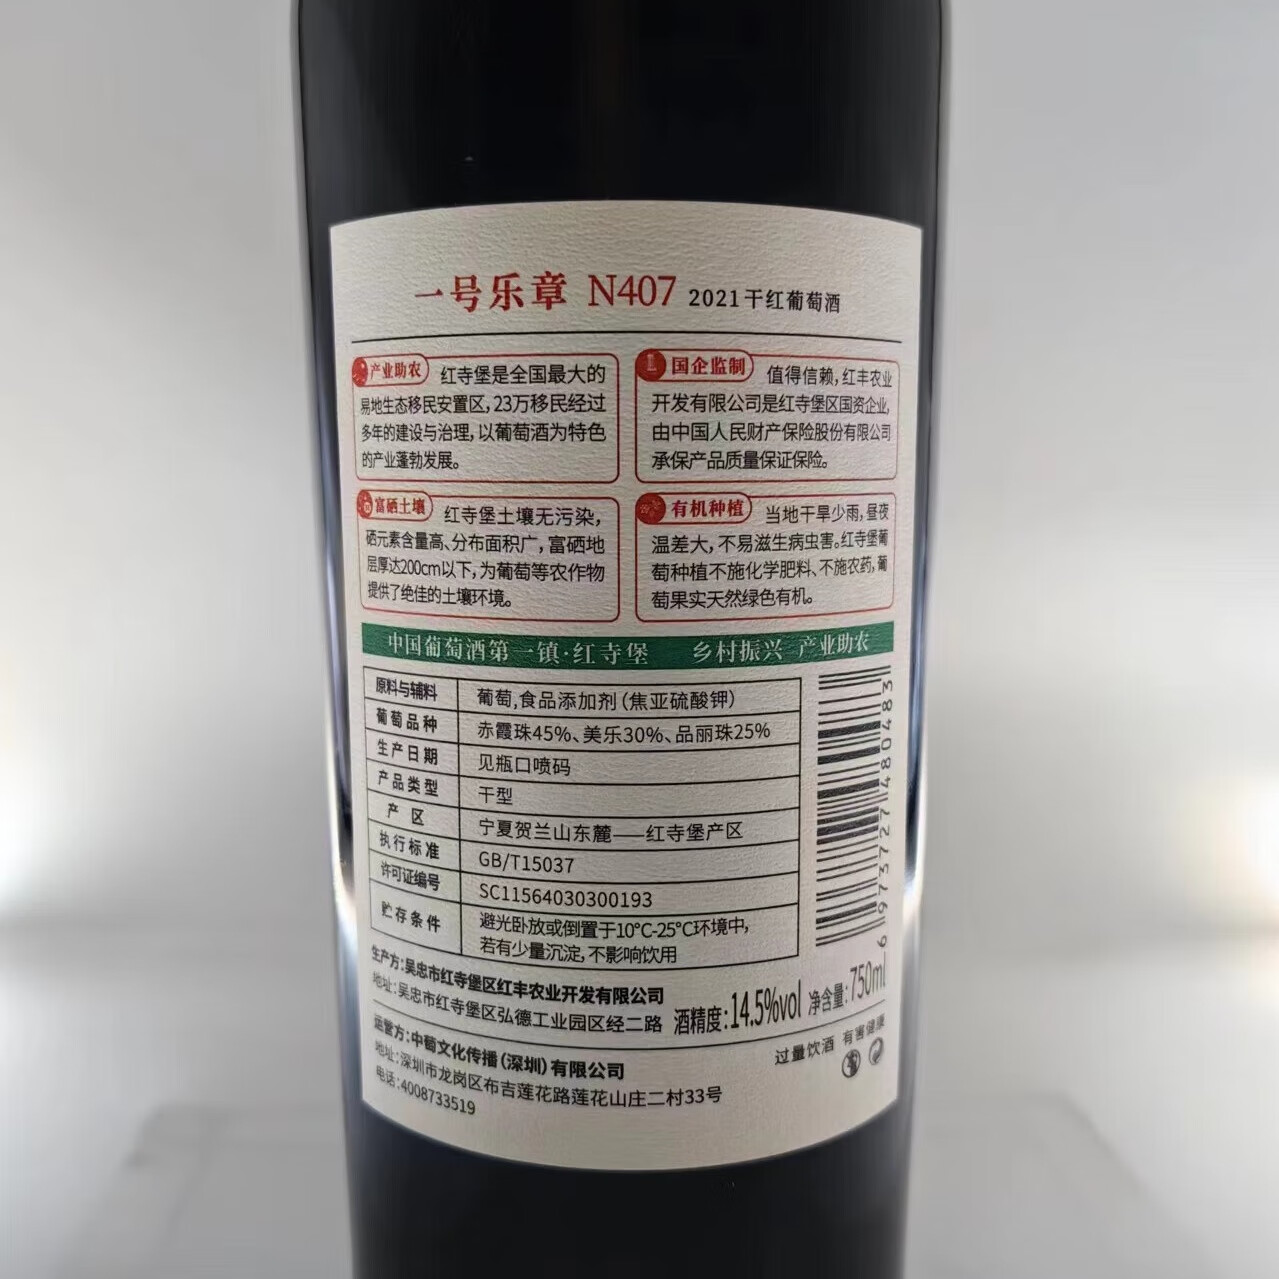 一号乐章 N407 2021干红葡萄酒
产业助农 红寺堡是全国最大的
易地生态移民安置区,23万移民经过
多年的建设与治理,以葡萄酒为特色
的产业蓬勃发展。
国企监制 值得信赖,红丰农业
开发有限公司是红寺堡区国资企业,
由中国人民财产保险股份有限公司
承保产品质量保证保险。
富硒土壤 红寺堡土壤无污染,
硒元素含量高、分布面积广,富硒地
层厚达200cm以下,为葡萄等农作物
提供了绝佳的土壤环境。
有机种植 当地干旱少雨,昼夜
温差大,不易滋生病虫害。红寺堡葡
萄种植不施化学肥料、不施农药,葡
萄果实天然绿色有机。
中国葡萄酒第一镇·红寺堡 乡村振兴 产业助农
原料与辅料 葡萄,食品添加剂(焦亚硫酸钾)
葡萄品种 赤霞珠45%、美乐30%、品丽珠25%
生产日期 见瓶口喷码
产品类型 干型
产区 宁夏贺兰山东麓——红寺堡产区
执行标准 GB/T15037
许可证编号 SC11564030300193
贮存条件 避光卧放或倒置于10°C-25°C环境中,
若有少量沉淀,不影响饮用
6973727480483
生产方:吴忠市红寺堡区红丰农业开发有限公司
地址:吴忠市红寺堡区弘德工业园区经二路
酒精度:14.5%vol 净含量:750ml
运营方:中萄文化传播(深圳)有限公司
地址:深圳市龙岗区布吉莲花路莲花山庄二村33号
电话:4008733519
过量饮酒 有害健康